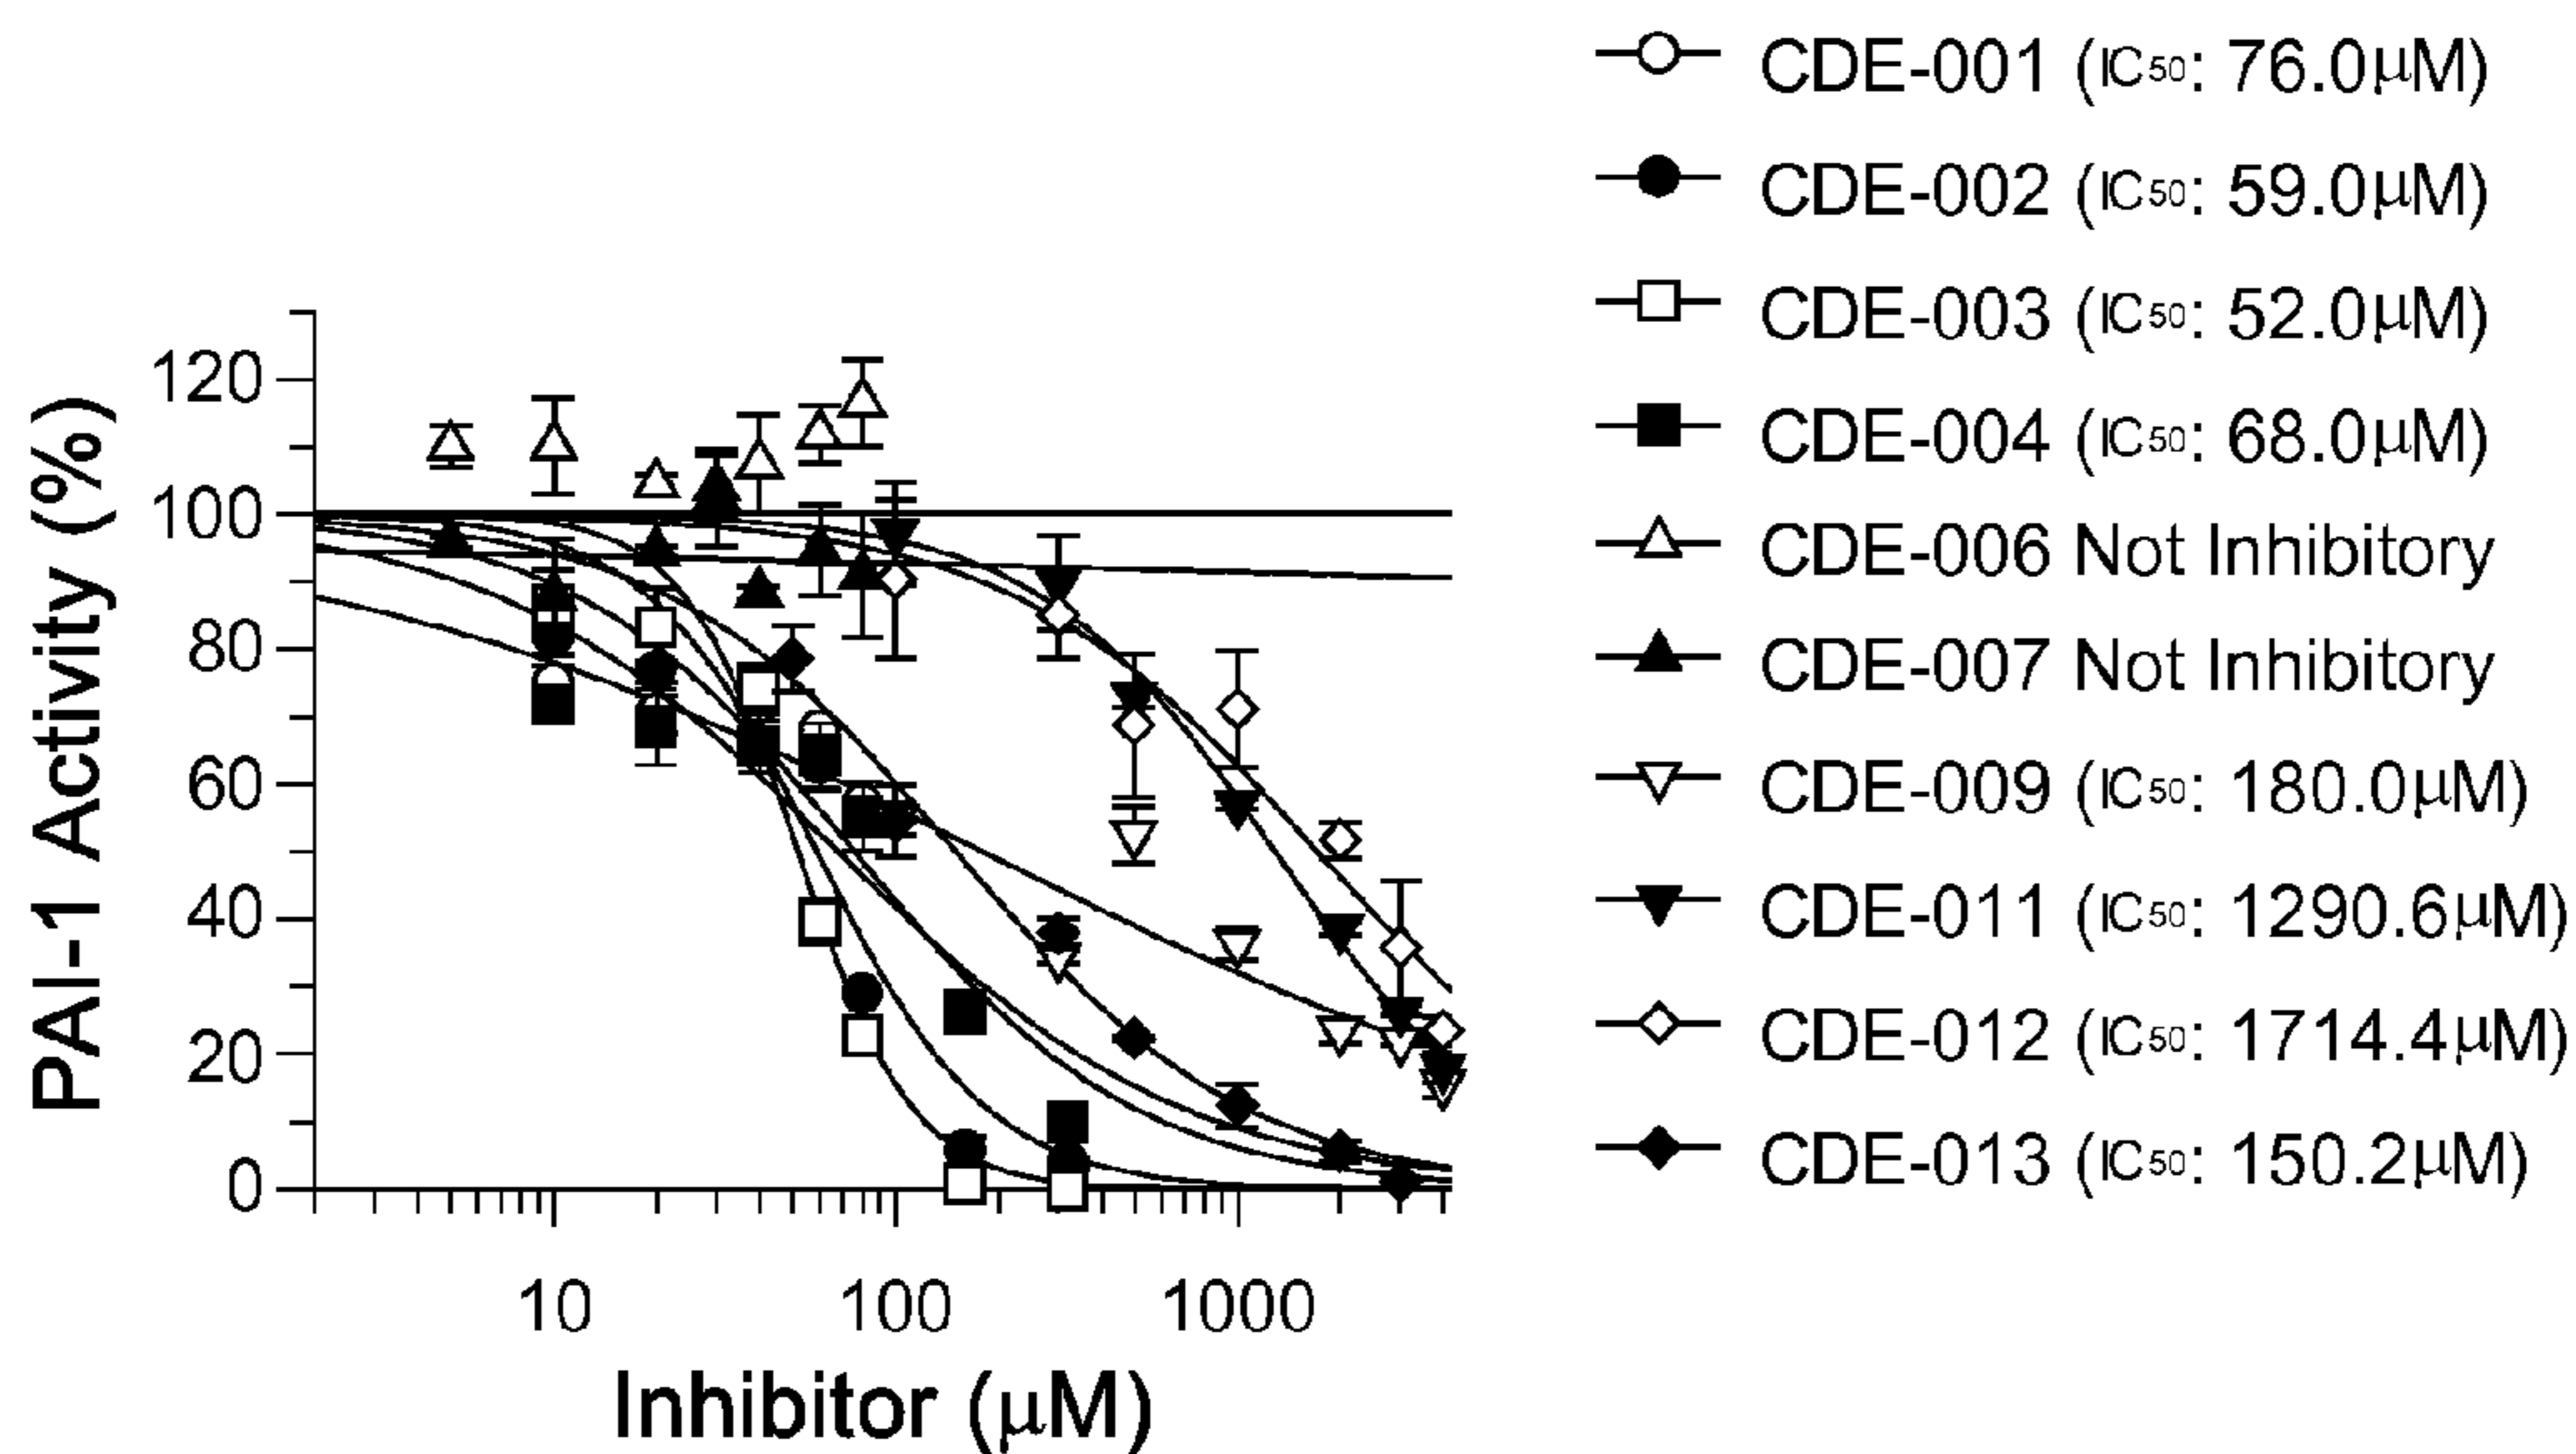 CDE-001 (IC50: 76.0μM)
CDE-002 (IC50: 59.0μM)
CDE-003 (IC50: 52.0μM)
CDE-004 (IC50: 68.0μM)
CDE-006 Not Inhibitory
CDE-007 Not Inhibitory
CDE-009 (IC50: 180.0μM)
CDE-011 (IC50: 1290.6μM)
CDE-012 (IC50: 1714.4μM)
CDE-013 (IC50: 150.2μM)
PAI-1 Activity (%)
120
100
80
60
40
20
0
10 100 1000
Inhibitor (μM)